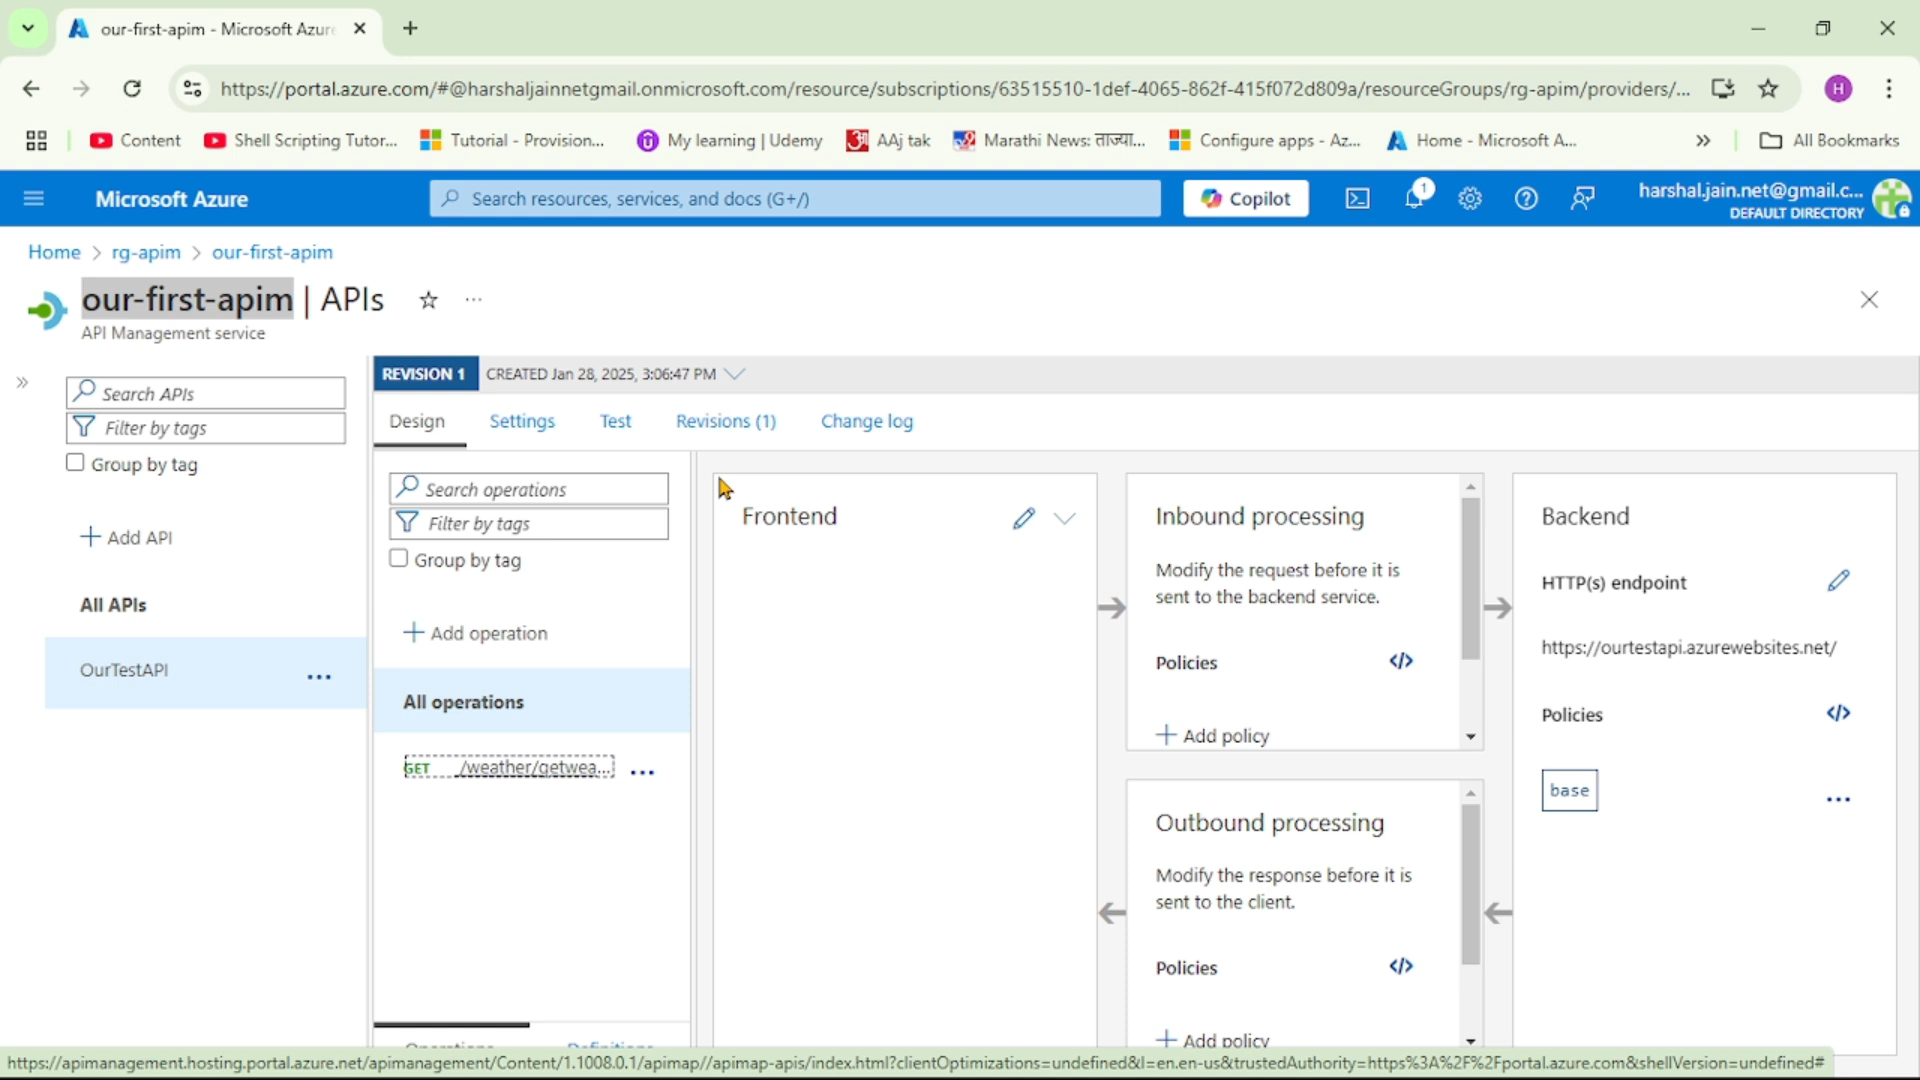 our-first-apim - Microsoft Azure
https://portal.azure.com/#@harshaljainnetgmail.onmicrosoft.com/resource/subscriptions/63515510-1def-4065-862f-415f072d809a/resourceGroups/rg-apim/providers/...
H
Content
Shell Scripting Tutor...
Tutorial - Provision...
My learning | Udemy
AAj tak
Marathi News: ताज्या...
Configure apps - Az...
Home - Microsoft A...
All Bookmarks
Microsoft Azure
Search resources, services, and docs (G+/)
Copilot
1
harshal.jain.net@gmail.c...
DEFAULT DIRECTORY
Home > rg-apim > our-first-apim
our-first-apim | APIs
API Management service
Search APIs
Filter by tags
Group by tag
Add API
All APIs
OurTestAPI
REVISION 1
CREATED Jan 28, 2025, 3:06:47 PM
Design
Settings
Test
Revisions (1)
Change log
Search operations
Filter by tags
Group by tag
Add operation
All operations
GET /weather/getwea...
Frontend
Inbound processing
Modify the request before it is
sent to the backend service.
Policies
Add policy
Outbound processing
Modify the response before it is
sent to the client.
Policies
Add policy
Backend
HTTP(s) endpoint
https://ourtestapi.azurewebsites.net/
Policies
base
https://apimanagement.hosting.portal.azure.net/apimanagement/Content/1.1008.0.1/apimap//apimap-apis/index.html?clientOptimizations=undefined&l=en.en-us&trustedAuthority=https%3A%2F%2Fportal.azure.com&shellVersion=undefined#